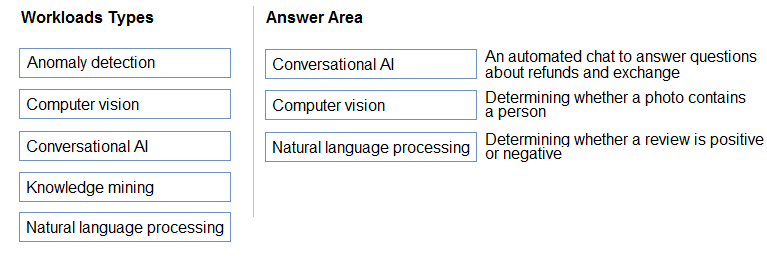 Workloads Types
Anomaly detection
Computer vision
Conversational AI
Knowledge mining
Natural language processing
Answer Area
Conversational AI
An automated chat to answer questions
about refunds and exchange
Computer vision
Determining whether a photo contains
a person
Natural language processing
Determining whether a review is positive
or negative